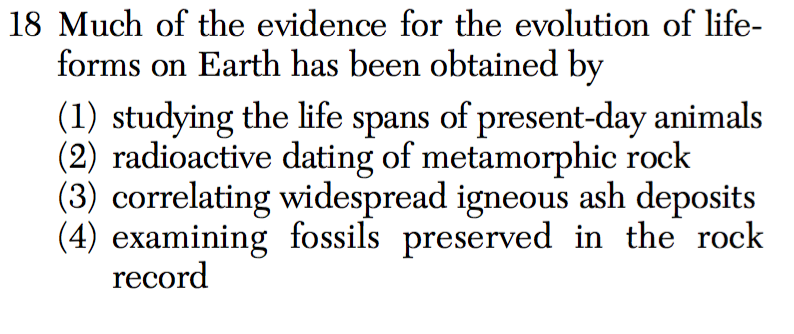 18 Much of the evidence for the evolution of life-
forms on Earth has been obtained by
(1) studying the life spans of present-day animals
(2) radioactive dating of metamorphic rock
(3) correlating widespread igneous ash deposits
(4) examining fossils preserved in the rock
record